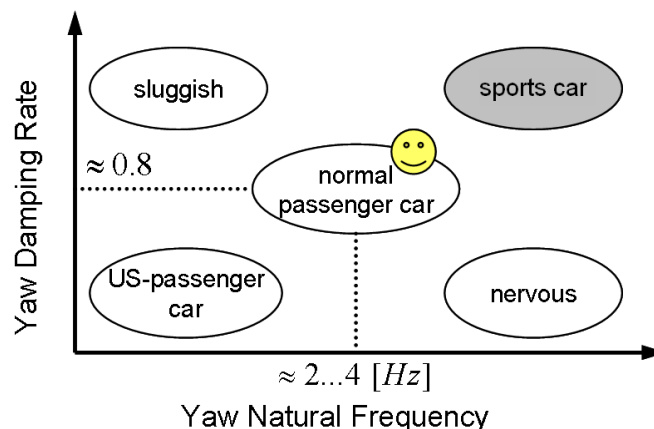 Yaw Damping Rate
sluggish
sports car
≈ 0.8
normal
passenger car
US-passenger
car
nervous
≈ 2...4 [Hz]
Yaw Natural Frequency